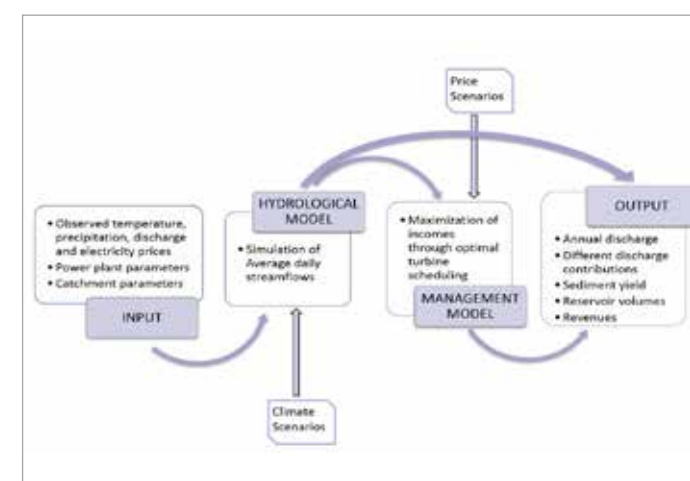 Price
Scenarios
• Observed temperature,
precipitation, discharge
and electricity prices
• Power plant parameters
• Catchment parameters
INPUT
HYDROLOGICAL
MODEL
• Simulation of
Average daily
streamflows
• Maximization of
incomes
through optimal
turbine
scheduling
MANAGEMENT
MODEL
OUTPUT
• Annual discharge
• Different discharge
contributions
• Sediment yield
• Reservoir volumes
• Revenues
Climate
Scenarios